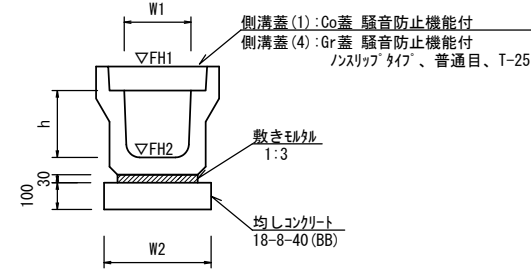 W1
側溝蓋(1):Co蓋 騒音防止機能付
側溝蓋(4):Gr蓋 騒音防止機能付
ﾉﾝｽﾘｯﾌﾟﾀｲﾌﾟ、普通目、T-25
▽FH1
h
▽FH2
敷きﾓﾙﾀﾙ
1:3
30
100
均しｺﾝｸﾘｰﾄ
18-8-40(BB)
W2